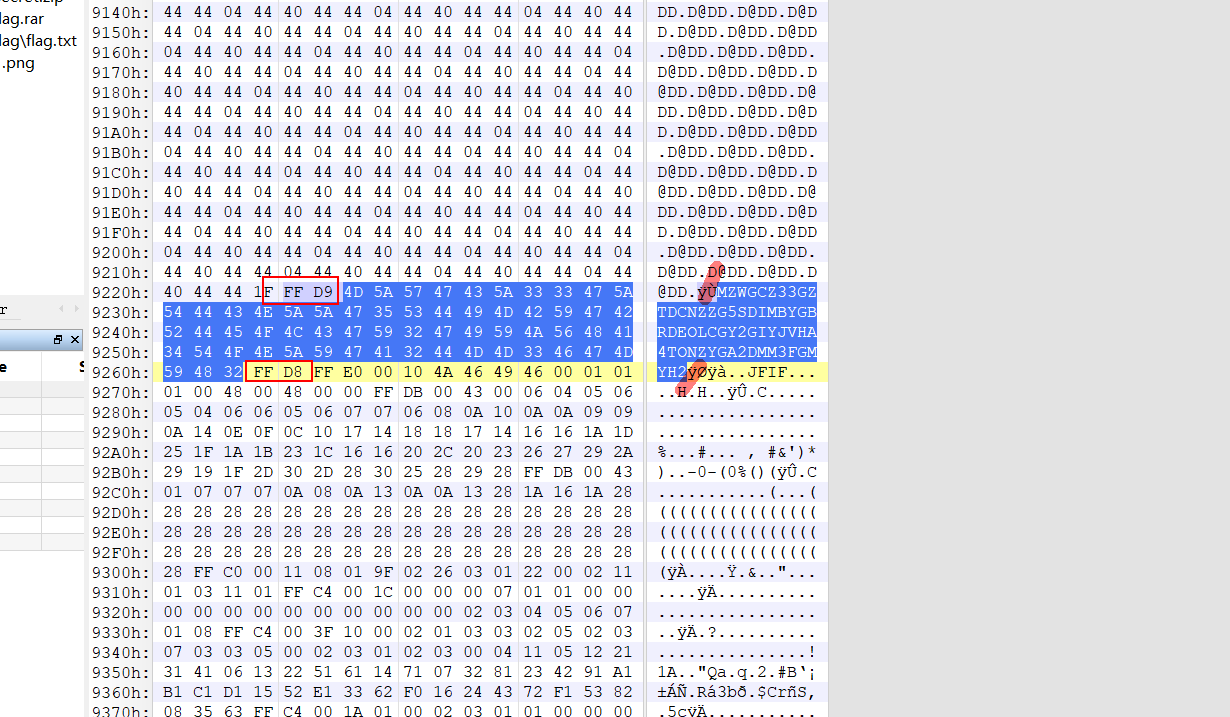 lag.rar
lag\flag.txt
.png
9140h: 44 44 04 44 40 44 44 04 44 40 44 44 04 44 40 44 DD.D@DD.D@DD.D@D
9150h: 44 04 44 40 44 44 04 44 40 44 44 04 44 40 44 44 D.D@DD.D@DD.D@DD
9160h: 04 44 40 44 44 04 44 40 44 44 04 44 40 44 44 04 .D@DD.D@DD.D@DD.
9170h: 44 40 44 44 04 44 40 44 44 04 44 40 44 44 04 44 D@DD.D@DD.D@DD.D
9180h: 40 44 44 04 44 40 44 44 04 44 40 44 44 04 44 40 @DD.D@DD.D@DD.D@
9190h: 44 44 04 44 40 44 44 04 44 40 44 44 04 44 40 44 DD.D@DD.D@DD.D@D
91A0h: 44 04 44 40 44 44 04 44 40 44 44 04 44 40 44 44 D.D@DD.D@DD.D@DD
91B0h: 04 44 40 44 44 04 44 40 44 44 04 44 40 44 44 04 .D@DD.D@DD.D@DD.
91C0h: 44 40 44 44 04 44 40 44 44 04 44 40 44 44 04 44 D@DD.D@DD.D@DD.D
91D0h: 40 44 44 04 44 40 44 44 04 44 40 44 44 04 44 40 @DD.D@DD.D@DD.D@
91E0h: 44 44 04 44 40 44 44 04 44 40 44 44 04 44 40 44 DD.D@DD.D@DD.D@D
91F0h: 44 04 44 40 44 44 04 44 40 44 44 04 44 40 44 44 D.D@DD.D@DD.D@DD
9200h: 04 44 40 44 44 04 44 40 44 44 04 44 40 44 44 04 .D@DD.D@DD.D@DD.
9210h: 44 40 44 44 04 44 40 44 44 04 44 40 44 44 04 44 D@DD.D@DD.D@DD.D
9220h: 40 44 44 1F FF D9 4D 5A 57 47 43 5A 33 33 47 5A @DD.ÿÙMZWGCZ33GZ
9230h: 54 44 43 4E 5A 5A 47 35 53 44 49 4D 42 59 47 42 TDCNZZG5SDIMBYGB
9240h: 52 44 45 4F 4C 43 47 59 32 47 49 59 4A 56 48 41 RDEOLCGY2GIYJVHA
9250h: 34 54 4F 4E 5A 59 47 41 32 44 4D 4D 33 46 47 4D 4TONZYGA2DMM3FGM
9260h: 59 48 32 FF D8 FF E0 00 10 4A 46 49 46 00 01 01 YH2ÿØÿà..JFIF...
9270h: 01 00 48 00 48 00 00 FF DB 00 43 00 06 04 05 06 ..H.H..ÿÛ.C.....
9280h: 05 04 06 06 05 06 07 07 06 08 0A 10 0A 0A 09 09 ................
9290h: 0A 14 0E 0F 0C 10 17 14 18 18 17 14 16 16 1A 1D ................
92A0h: 25 1F 1A 1B 23 1C 16 16 20 2C 20 23 26 27 29 2A %...#... , #&')*
92B0h: 29 19 1F 2D 30 2D 28 30 25 28 29 28 FF DB 00 43 )..-0-(0%()(ÿÛ.C
92C0h: 01 07 07 07 0A 08 0A 13 0A 0A 13 28 1A 16 1A 28 ...........(...(
92D0h: 28 28 28 28 28 28 28 28 28 28 28 28 28 28 28 28 ((((((((((((((((
92E0h: 28 28 28 28 28 28 28 28 28 28 28 28 28 28 28 28 ((((((((((((((((
92F0h: 28 28 28 28 28 28 28 28 28 28 28 28 28 28 28 28 ((((((((((((((((
9300h: 28 FF C0 00 11 08 01 9F 02 26 03 01 22 00 02 11 (ÿÀ....Ÿ.&.."...
9310h: 01 03 11 01 FF C4 00 1C 00 00 00 07 01 01 00 00 ....ÿÄ..........
9320h: 00 00 00 00 00 00 00 00 00 00 02 03 04 05 06 07 ................
9330h: 01 08 FF C4 00 3F 10 00 02 01 03 03 02 05 02 03 ..ÿÄ.?..........
9340h: 07 03 03 05 00 02 03 01 02 03 00 04 11 05 12 21 ...............!
9350h: 31 41 06 13 22 51 61 14 71 07 32 81 23 42 91 A1 1A.."Qa.q.2.#B‘¡
9360h: B1 C1 D1 15 52 E1 33 62 F0 16 24 43 72 F1 53 82 ±ÁÑ.Rá3bð.$CrñS‚
9370h: 08 35 63 FF C4 00 1A 01 00 02 03 01 01 00 00 00 .5cÿÄ...........